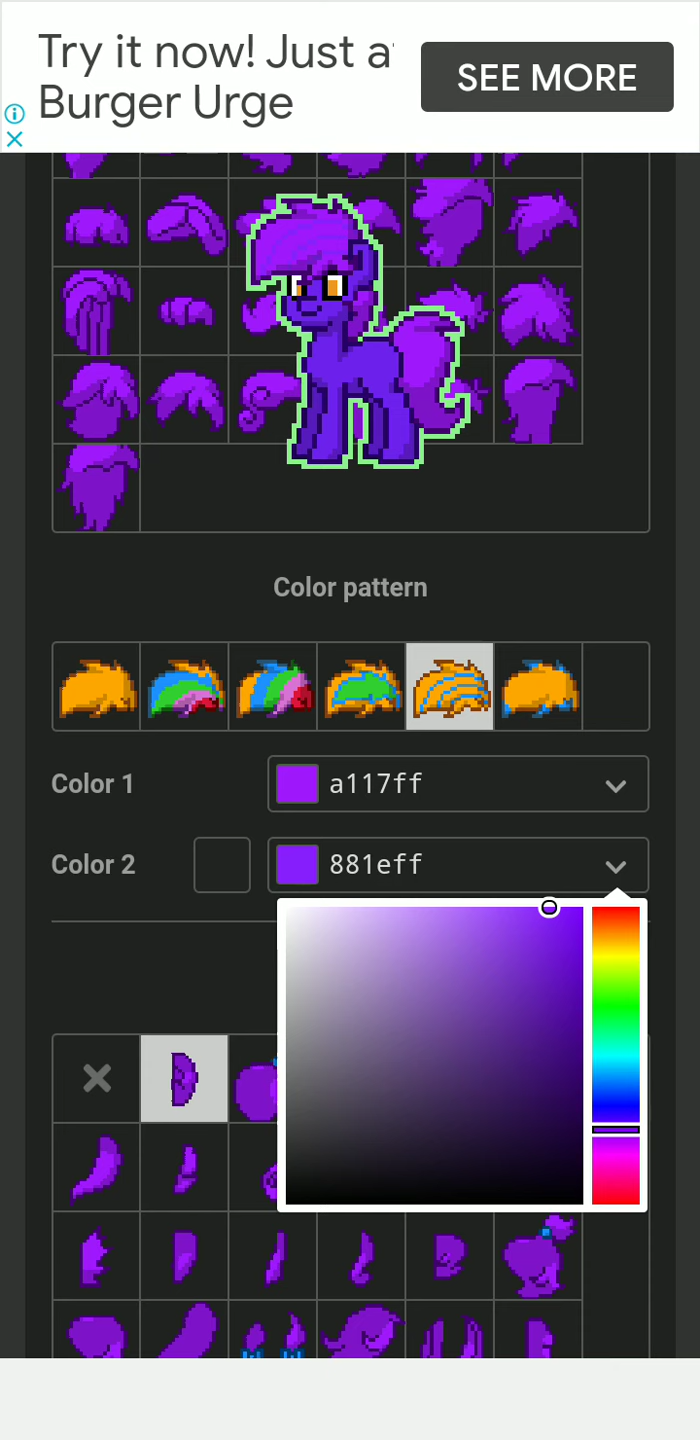 Try it now! Just a
Burger Urge
SEE MORE
Color pattern
Color 1
a117ff
Color 2
881eff